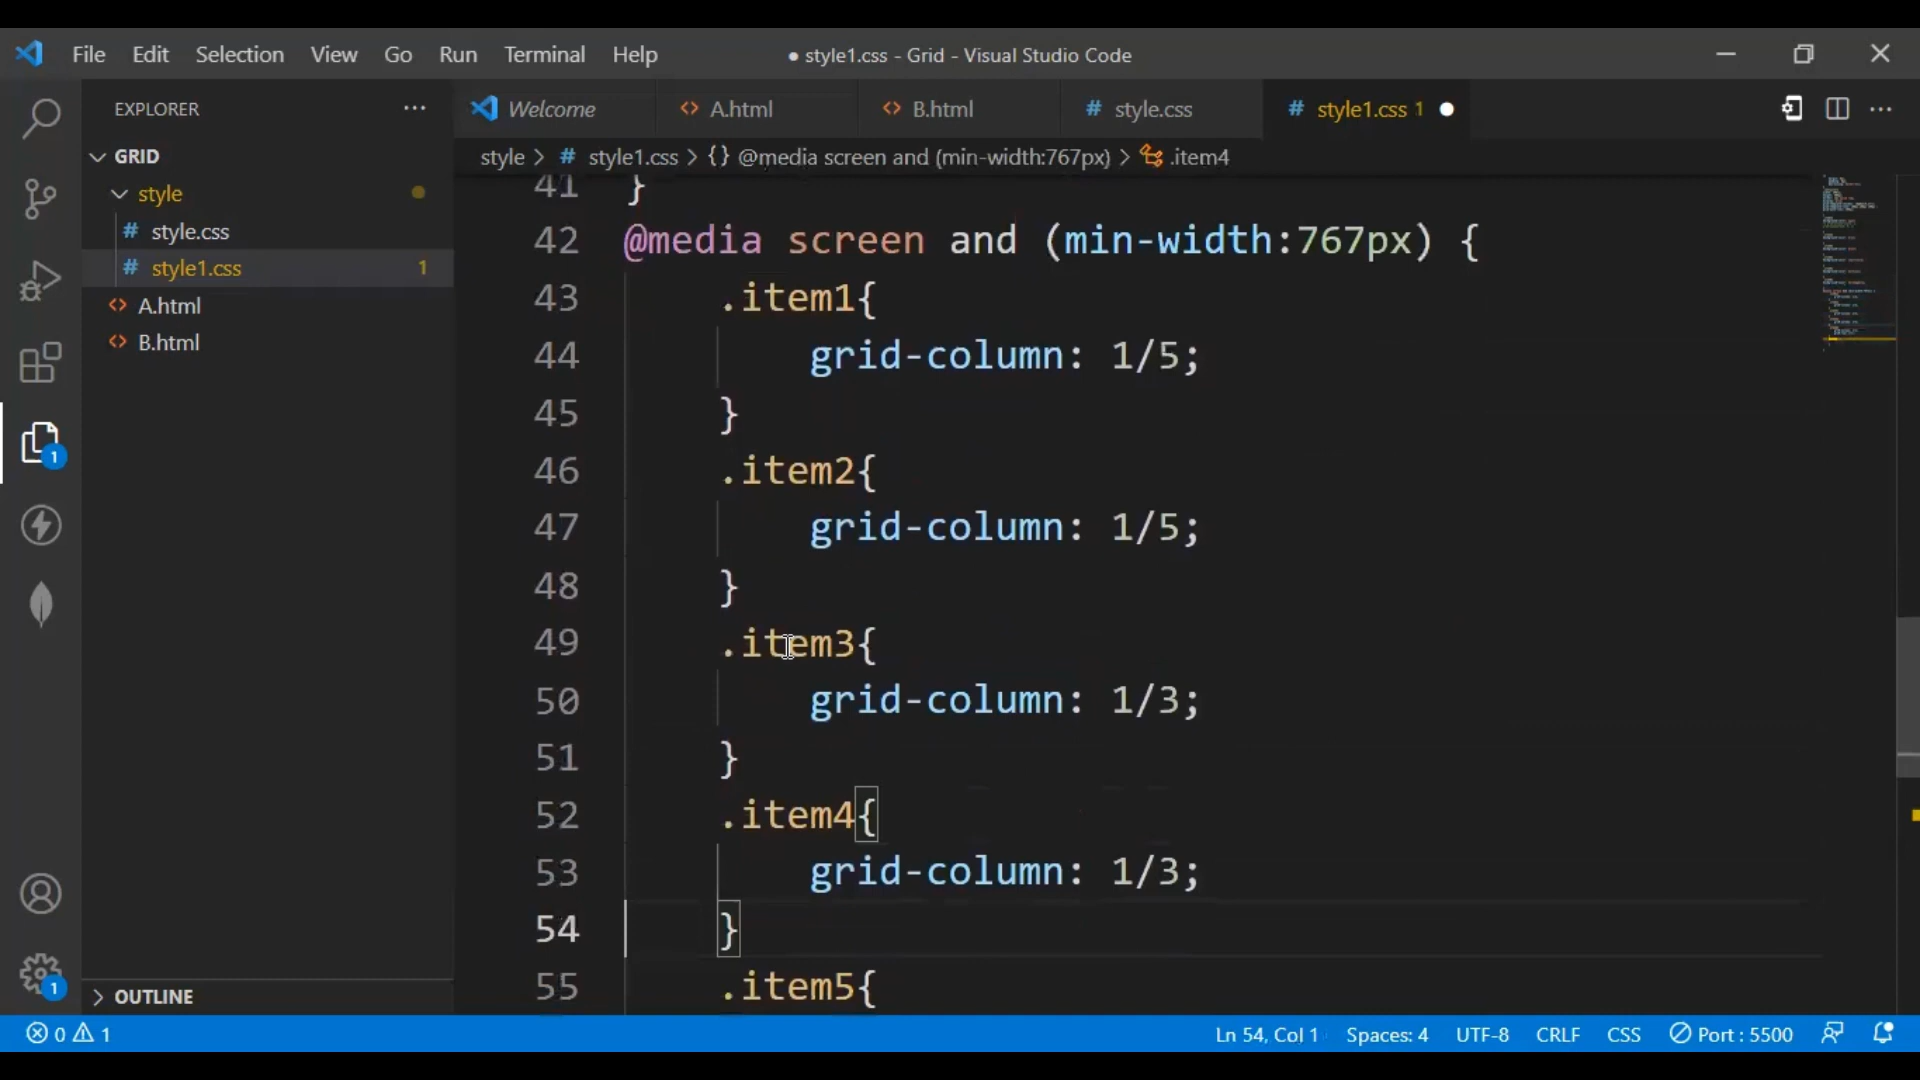 File Edit Selection View Go Run Terminal Help
● style1.css - Grid - Visual Studio Code
EXPLORER ···
Welcome
<> A.html
<> B.html
# style.css
# style1.css 1 ●
GRID
style
# style.css
# style1.css 1
<> A.html
<> B.html
style > # style1.css > {} @media screen and (min-width:767px) > .item4
41 }
42 @media screen and (min-width:767px) {
43 .item1{
44 grid-column: 1/5;
45 }
46 .item2{
47 grid-column: 1/5;
48 }
49 .item3{
50 grid-column: 1/3;
51 }
52 .item4{
53 grid-column: 1/3;
54 }
55 .item5{
1
1
OUTLINE
0 1
Ln 54, Col 1 Spaces: 4 UTF-8 CRLF CSS Port : 5500